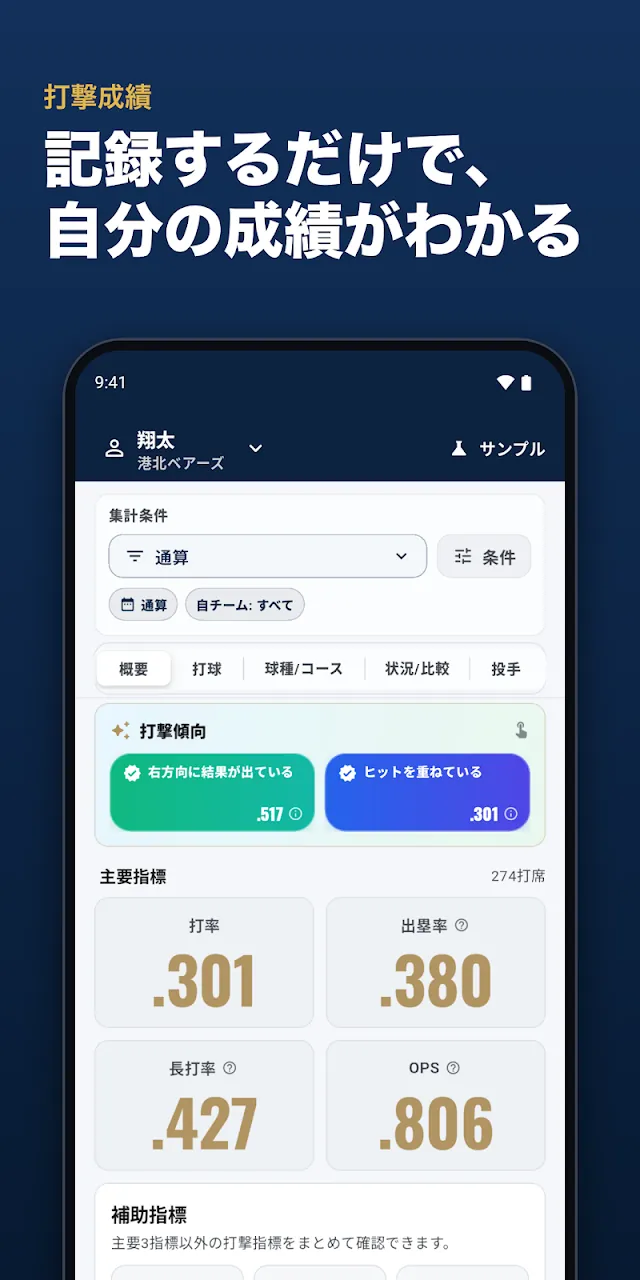 打撃成績
記録するだけで、
自分の成績がわかる
9:41
翔太
港北ベアーズ
サンプル
集計条件
通算
条件
通算
自チーム: すべて
概要
打球
球種/コース
状況/比較
投手
打撃傾向
右方向に結果が出ている
.517
ヒットを重ねている
.301
主要指標
274打席
打率
.301
出塁率
.380
長打率
.427
OPS
.806
補助指標
主要3指標以外の打撃指標をまとめて確認できます。